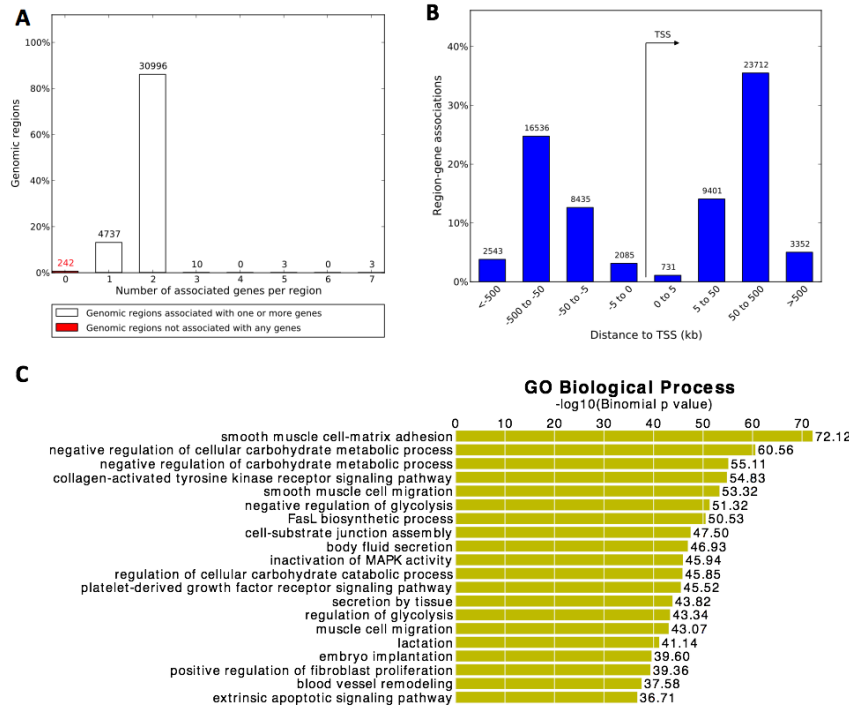 A
100%
80%
60%
40%
20%
0%
Genomic regions
242
4737
30996
10
0
3
0
3
0 1 2 3 4 5 6 7
Number of associated genes per region
Genomic regions associated with one or more genes
Genomic regions not associated with any genes
B
TSS
40%
30%
20%
10%
0%
Region-gene associations
2543
16536
8435
2085
731
9401
23712
3352
<-500
-500 to -50
-50 to -5
-5 to 0
0 to 5
5 to 50
50 to 500
>500
Distance to TSS (kb)
C
GO Biological Process
-log10(Binomial p value)
0 10 20 30 40 50 60 70
smooth muscle cell-matrix adhesion 72.12
negative regulation of cellular carbohydrate metabolic process 60.56
negative regulation of carbohydrate metabolic process 55.11
collagen-activated tyrosine kinase receptor signaling pathway 54.83
smooth muscle cell migration 53.32
negative regulation of glycolysis 51.32
FasL biosynthetic process 50.53
cell-substrate junction assembly 47.50
body fluid secretion 46.93
inactivation of MAPK activity 45.94
regulation of cellular carbohydrate catabolic process 45.85
platelet-derived growth factor receptor signaling pathway 45.52
secretion by tissue 43.82
regulation of glycolysis 43.34
muscle cell migration 43.07
lactation 41.14
embryo implantation 39.60
positive regulation of fibroblast proliferation 39.36
blood vessel remodeling 37.58
extrinsic apoptotic signaling pathway 36.71